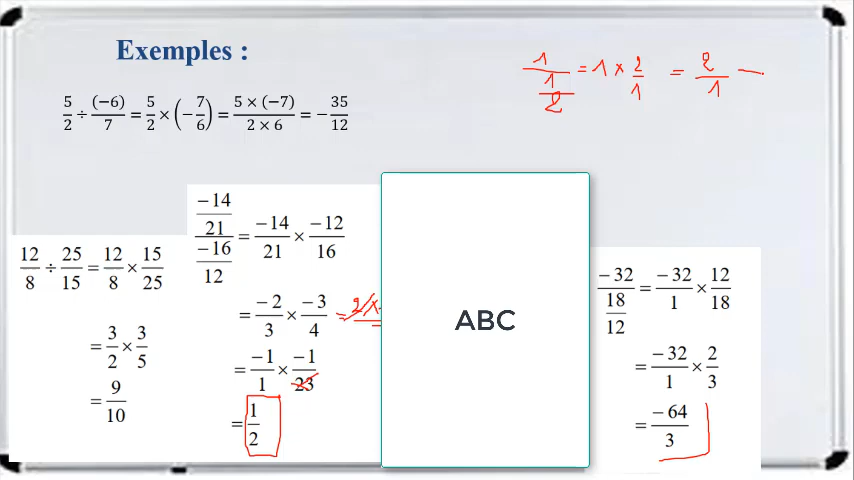 Exemples :
1/(1/2) = 1 × 2/1 = 2/1 —
5/2 ÷ (−6)/7 = 5/2 × (−7/6) = (5 × (−7))/(2 × 6) = −35/12
12/8 ÷ 25/15 = 12/8 × 15/25
= 3/2 × 3/5
= 9/10
(−14/21)/(−16/12) = −14/21 × −12/16
= −2/3 × −3/4 =
= −1/1 × −1/23
= 1/2
ABC
−32/(18/12) = −32/1 × 12/18
= −32/1 × 2/3
= −64/3